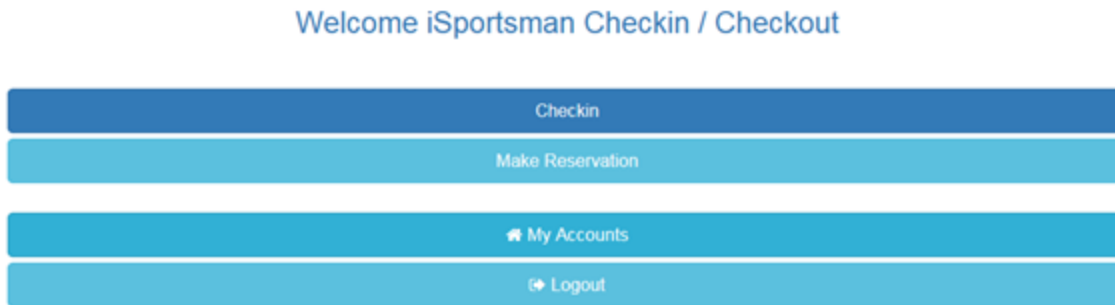 Welcome iSportsman Checkin / Checkout
Checkin
Make Reservation
My Accounts
Logout